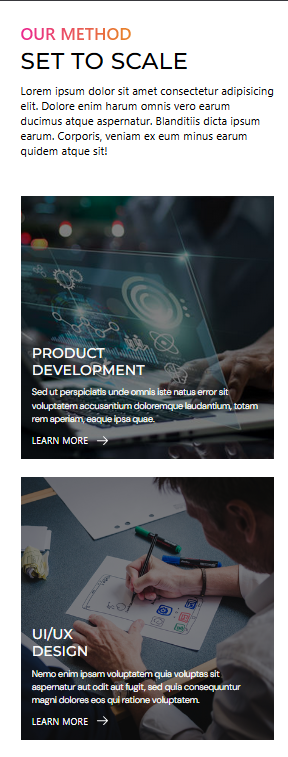 OUR METHOD
SET TO SCALE
Lorem ipsum dolor sit amet consectetur adipisicing
elit. Dolore enim harum omnis vero earum
ducimus atque aspernatur. Blanditiis dicta ipsum
earum. Corporis, veniam ex eum minus earum
quidem atque sit!
PRODUCT
DEVELOPMENT
Sed ut perspiciatis unde omnis iste natus error sit
voluptatem accusantium doloremque laudantium, totam
rem aperiam, eaque ipsa quae.
LEARN MORE →
UI/UX
DESIGN
Nemo enim ipsam voluptatem quia voluptas sit
aspernatur aut odit aut fugit, sed quia consequuntur
magni dolores eos qui ratione voluptatem.
LEARN MORE →